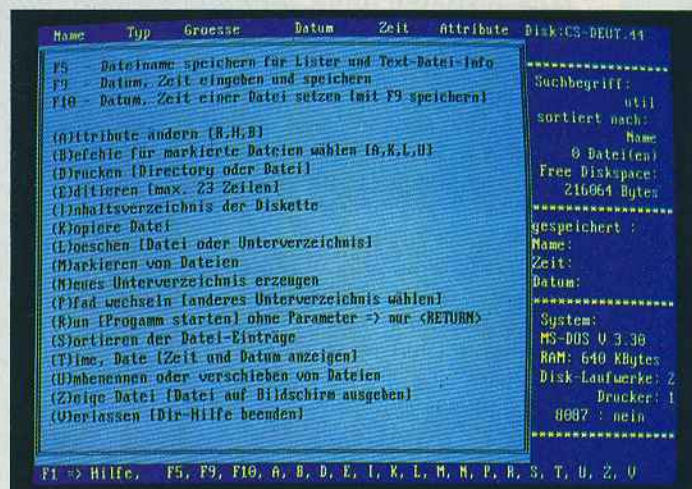 Name Typ Groesse Datum Zeit Attribute Disk:CS-DEUT.44
F5 - Dateiname speichern für Lister und Text-Datei-Info
F9 - Datum, Zeit eingeben und speichern
F10 - Datum, Zeit einer Datei setzen [mit F9 speichern]
(A)ttribute ändern [R,H,B]
(B)efehle für markierte Dateien wählen [A,K,L,U]
(D)rucken [Directory oder Datei]
(E)ditieren [max. 23 Zeilen]
(I)nhaltsverzeichnis der Diskette
(K)opiere Datei
(L)oeschen [Datei oder Unterverzeichnis]
(M)arkieren von Dateien
(N)eues Unterverzeichnis erzeugen
(P)fad wechseln [anderes Unterverzeichnis wählen]
(R)un [Progamm starten] ohne Parameter => nur <RETURN>
(S)ortieren der Datei-Einträge
(T)ime, Date [Zeit und Datum anzeigen]
(U)mbenennen oder verschieben von Dateien
(Z)eige Datei [Datei auf Bildschirm ausgeben]
(V)erlassen [Dir-Hilfe beenden]
Suchbegriff:
util
sortiert nach:
Name
0 Datei(en)
Free Diskspace:
216064 Bytes
gespeichert :
Name:
Zeit:
Datum:
System:
MS-DOS V 3.30
RAM: 640 KBytes
Disk-Laufwerke: 2
Drucker: 1
8087 : nein
F1 => Hilfe, F5, F9, F10, A, B, D, E, I, K, L, M, N, P, R, S, T, U, Z, V